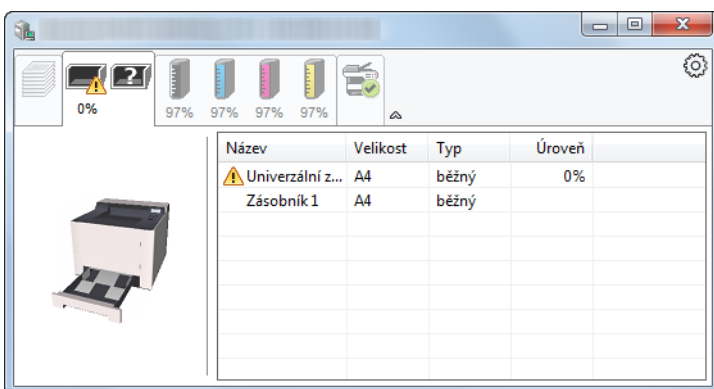 0%
97% 97% 97% 97%
Název Velikost Typ Úroveň
Univerzální z... A4 běžný 0%
Zásobník 1 A4 běžný